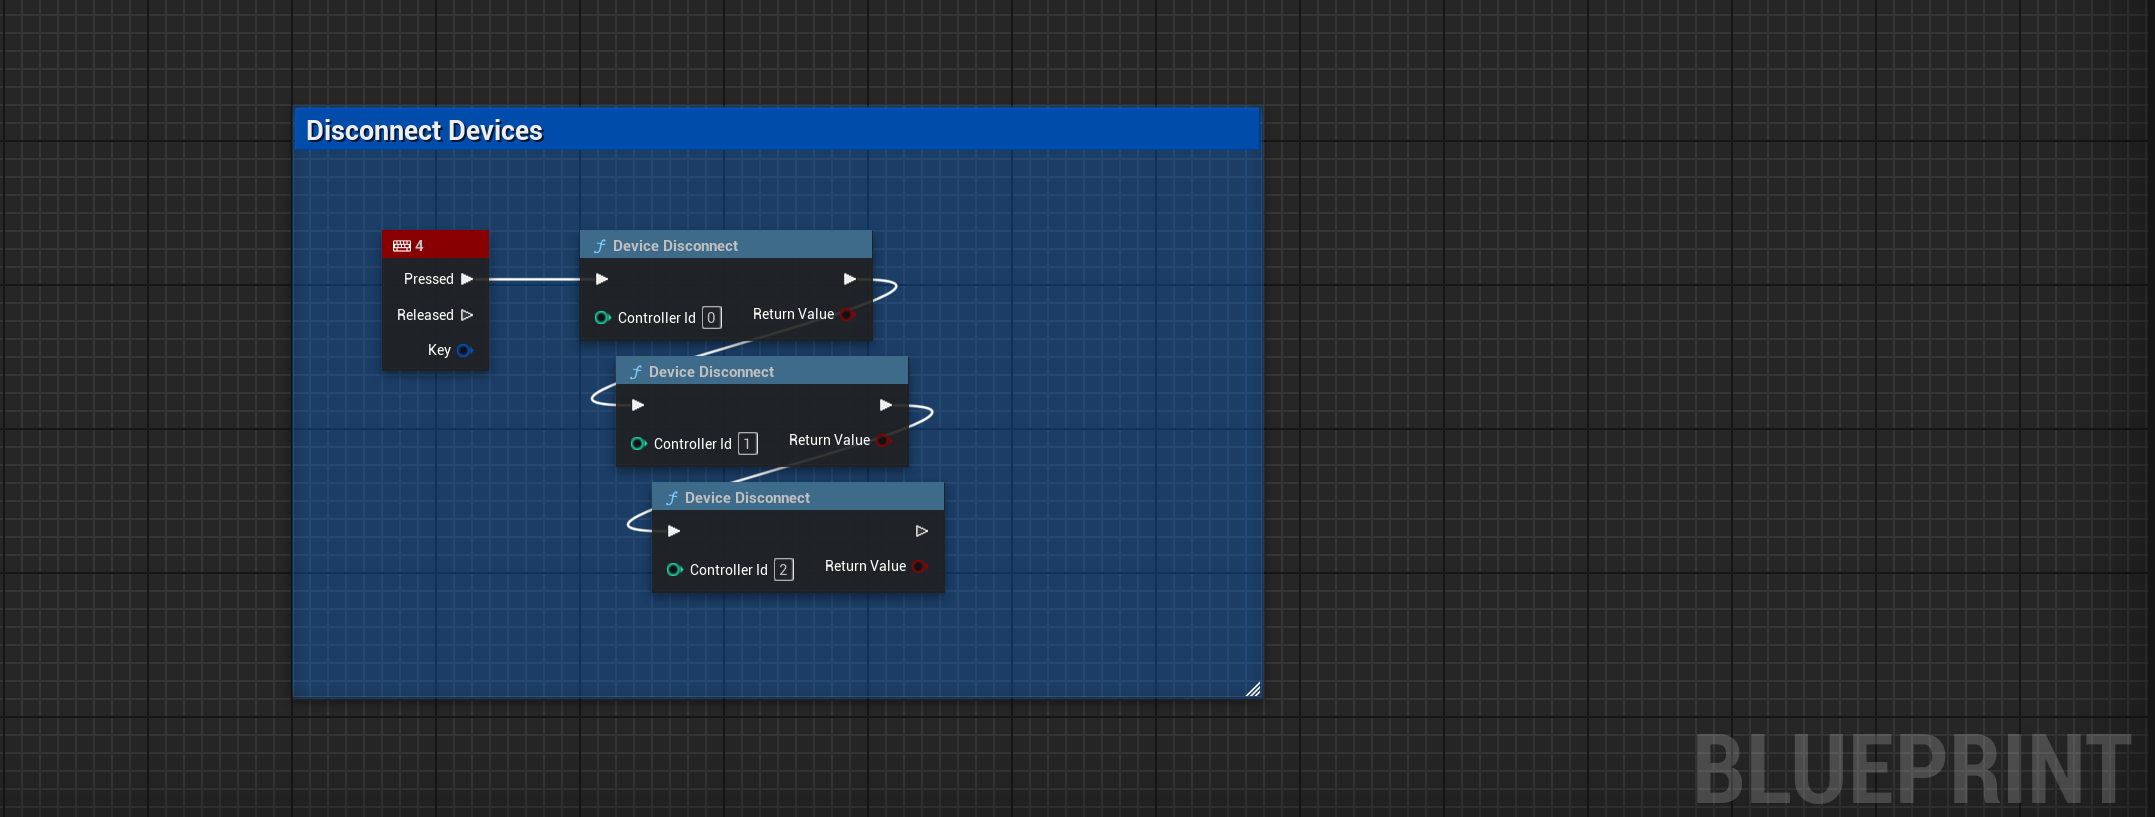 Disconnect Devices
4
Pressed
Released
Key
Device Disconnect
Controller Id 0 Return Value
Device Disconnect
Controller Id 1 Return Value
Device Disconnect
Controller Id 2 Return Value
BLUEPRINT